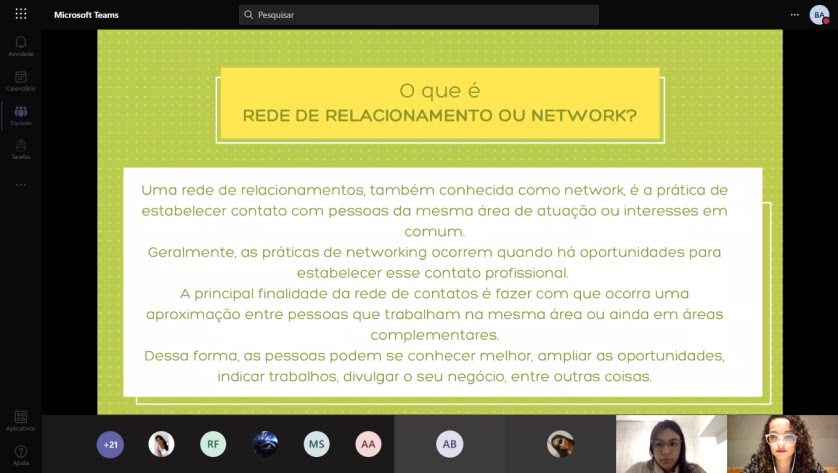 Microsoft Teams
Pesquisar
BA
Atividade
Calendário
Equipes
Tarefas
O que é
REDE DE RELACIONAMENTO OU NETWORK?
Uma rede de relacionamentos, também conhecida como network, é a prática de
estabelecer contato com pessoas da mesma área de atuação ou interesses em
comum.
Geralmente, as práticas de networking ocorrem quando há oportunidades para
estabelecer esse contato profissional.
A principal finalidade da rede de contatos é fazer com que ocorra uma
aproximação entre pessoas que trabalham na mesma área ou ainda em áreas
complementares.
Dessa forma, as pessoas podem se conhecer melhor, ampliar as oportunidades,
indicar trabalhos, divulgar o seu negócio, entre outras coisas.
Aplicativos
Ajuda
+21
RF
MS
AA
AB